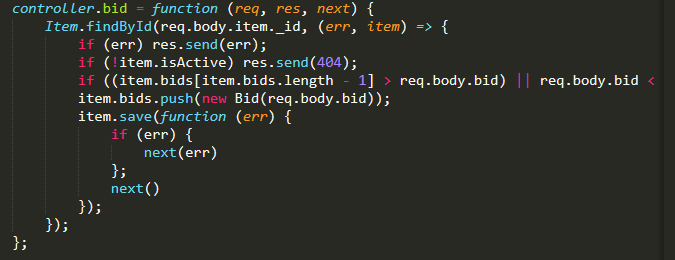 controller.bid = function (req, res, next) {
    Item.findById(req.body.item._id, (err, item) => {
        if (err) res.send(err);
        if (!item.isActive) res.send(404);
        if ((item.bids[item.bids.length - 1] > req.body.bid) || req.body.bid <
        item.bids.push(new Bid(req.body.bid));
        item.save(function (err) {
            if (err) {
                next(err)
            };
            next()
        });
    });
};